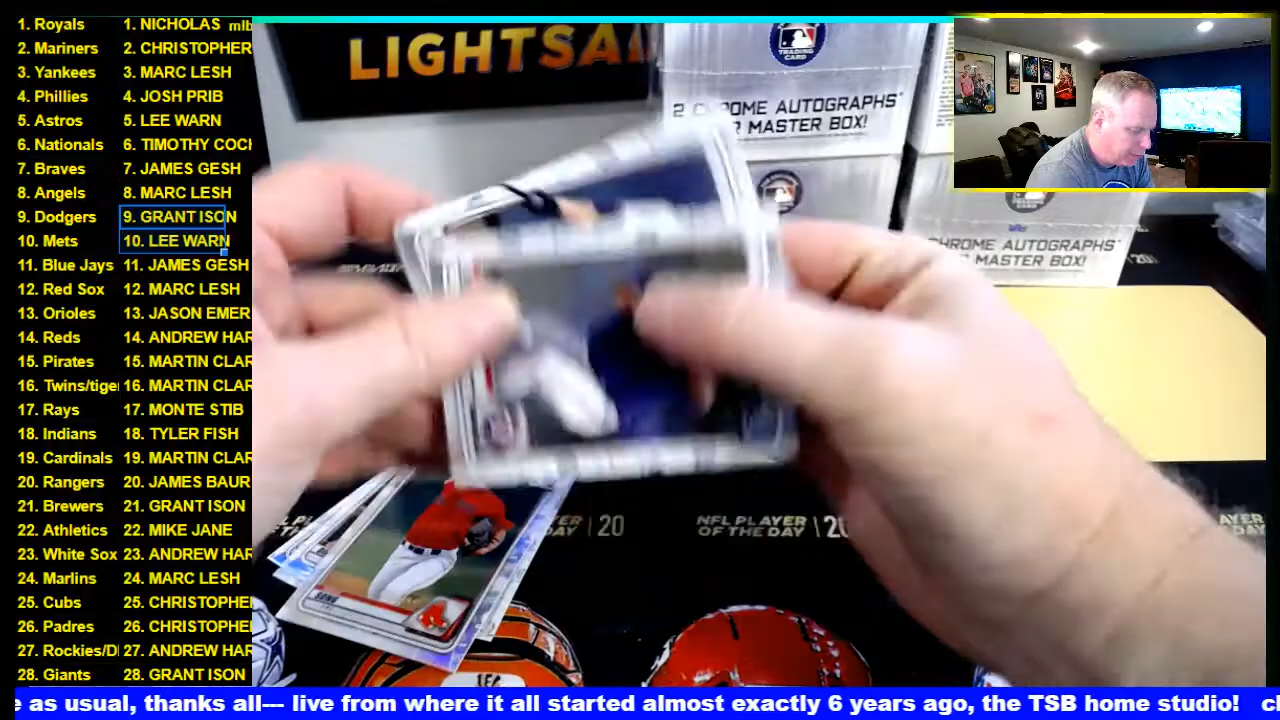 1. Royals 1. NICHOLAS mlb
2. Mariners 2. CHRISTOPHER
3. Yankees 3. MARC LESH
4. Phillies 4. JOSH PRIB
5. Astros 5. LEE WARN
6. Nationals 6. TIMOTHY COCH
7. Braves 7. JAMES GESH
8. Angels 8. MARC LESH
9. Dodgers 9. GRANT ISON
10. Mets 10. LEE WARN
11. Blue Jays 11. JAMES GESH
12. Red Sox 12. MARC LESH
13. Orioles 13. JASON EMER
14. Reds 14. ANDREW HAR
15. Pirates 15. MARTIN CLAR
16. Twins/tige 16. MARTIN CLAR
17. Rays 17. MONTE STIB
18. Indians 18. TYLER FISH
19. Cardinals 19. MARTIN CLAR
20. Rangers 20. JAMES BAUR
21. Brewers 21. GRANT ISON
22. Athletics 22. MIKE JANE
23. White Sox 23. ANDREW HAR
24. Marlins 24. MARC LESH
25. Cubs 25. CHRISTOPHE
26. Padres 26. CHRISTOPHE
27. Rockies/D 27. ANDREW HAR
28. Giants 28. GRANT ISON
LIGHTSA
TRADING
CARD
2 CHROME AUTOGRAPHS
MASTER BOX!
CHROME AUTOGRAPHS
MASTER BOX!
20
NFL PLAYER
OF THE DAY
20
SONG
e as usual, thanks all--- live from where it all started almost exactly 6 years ago, the TSB home studio!